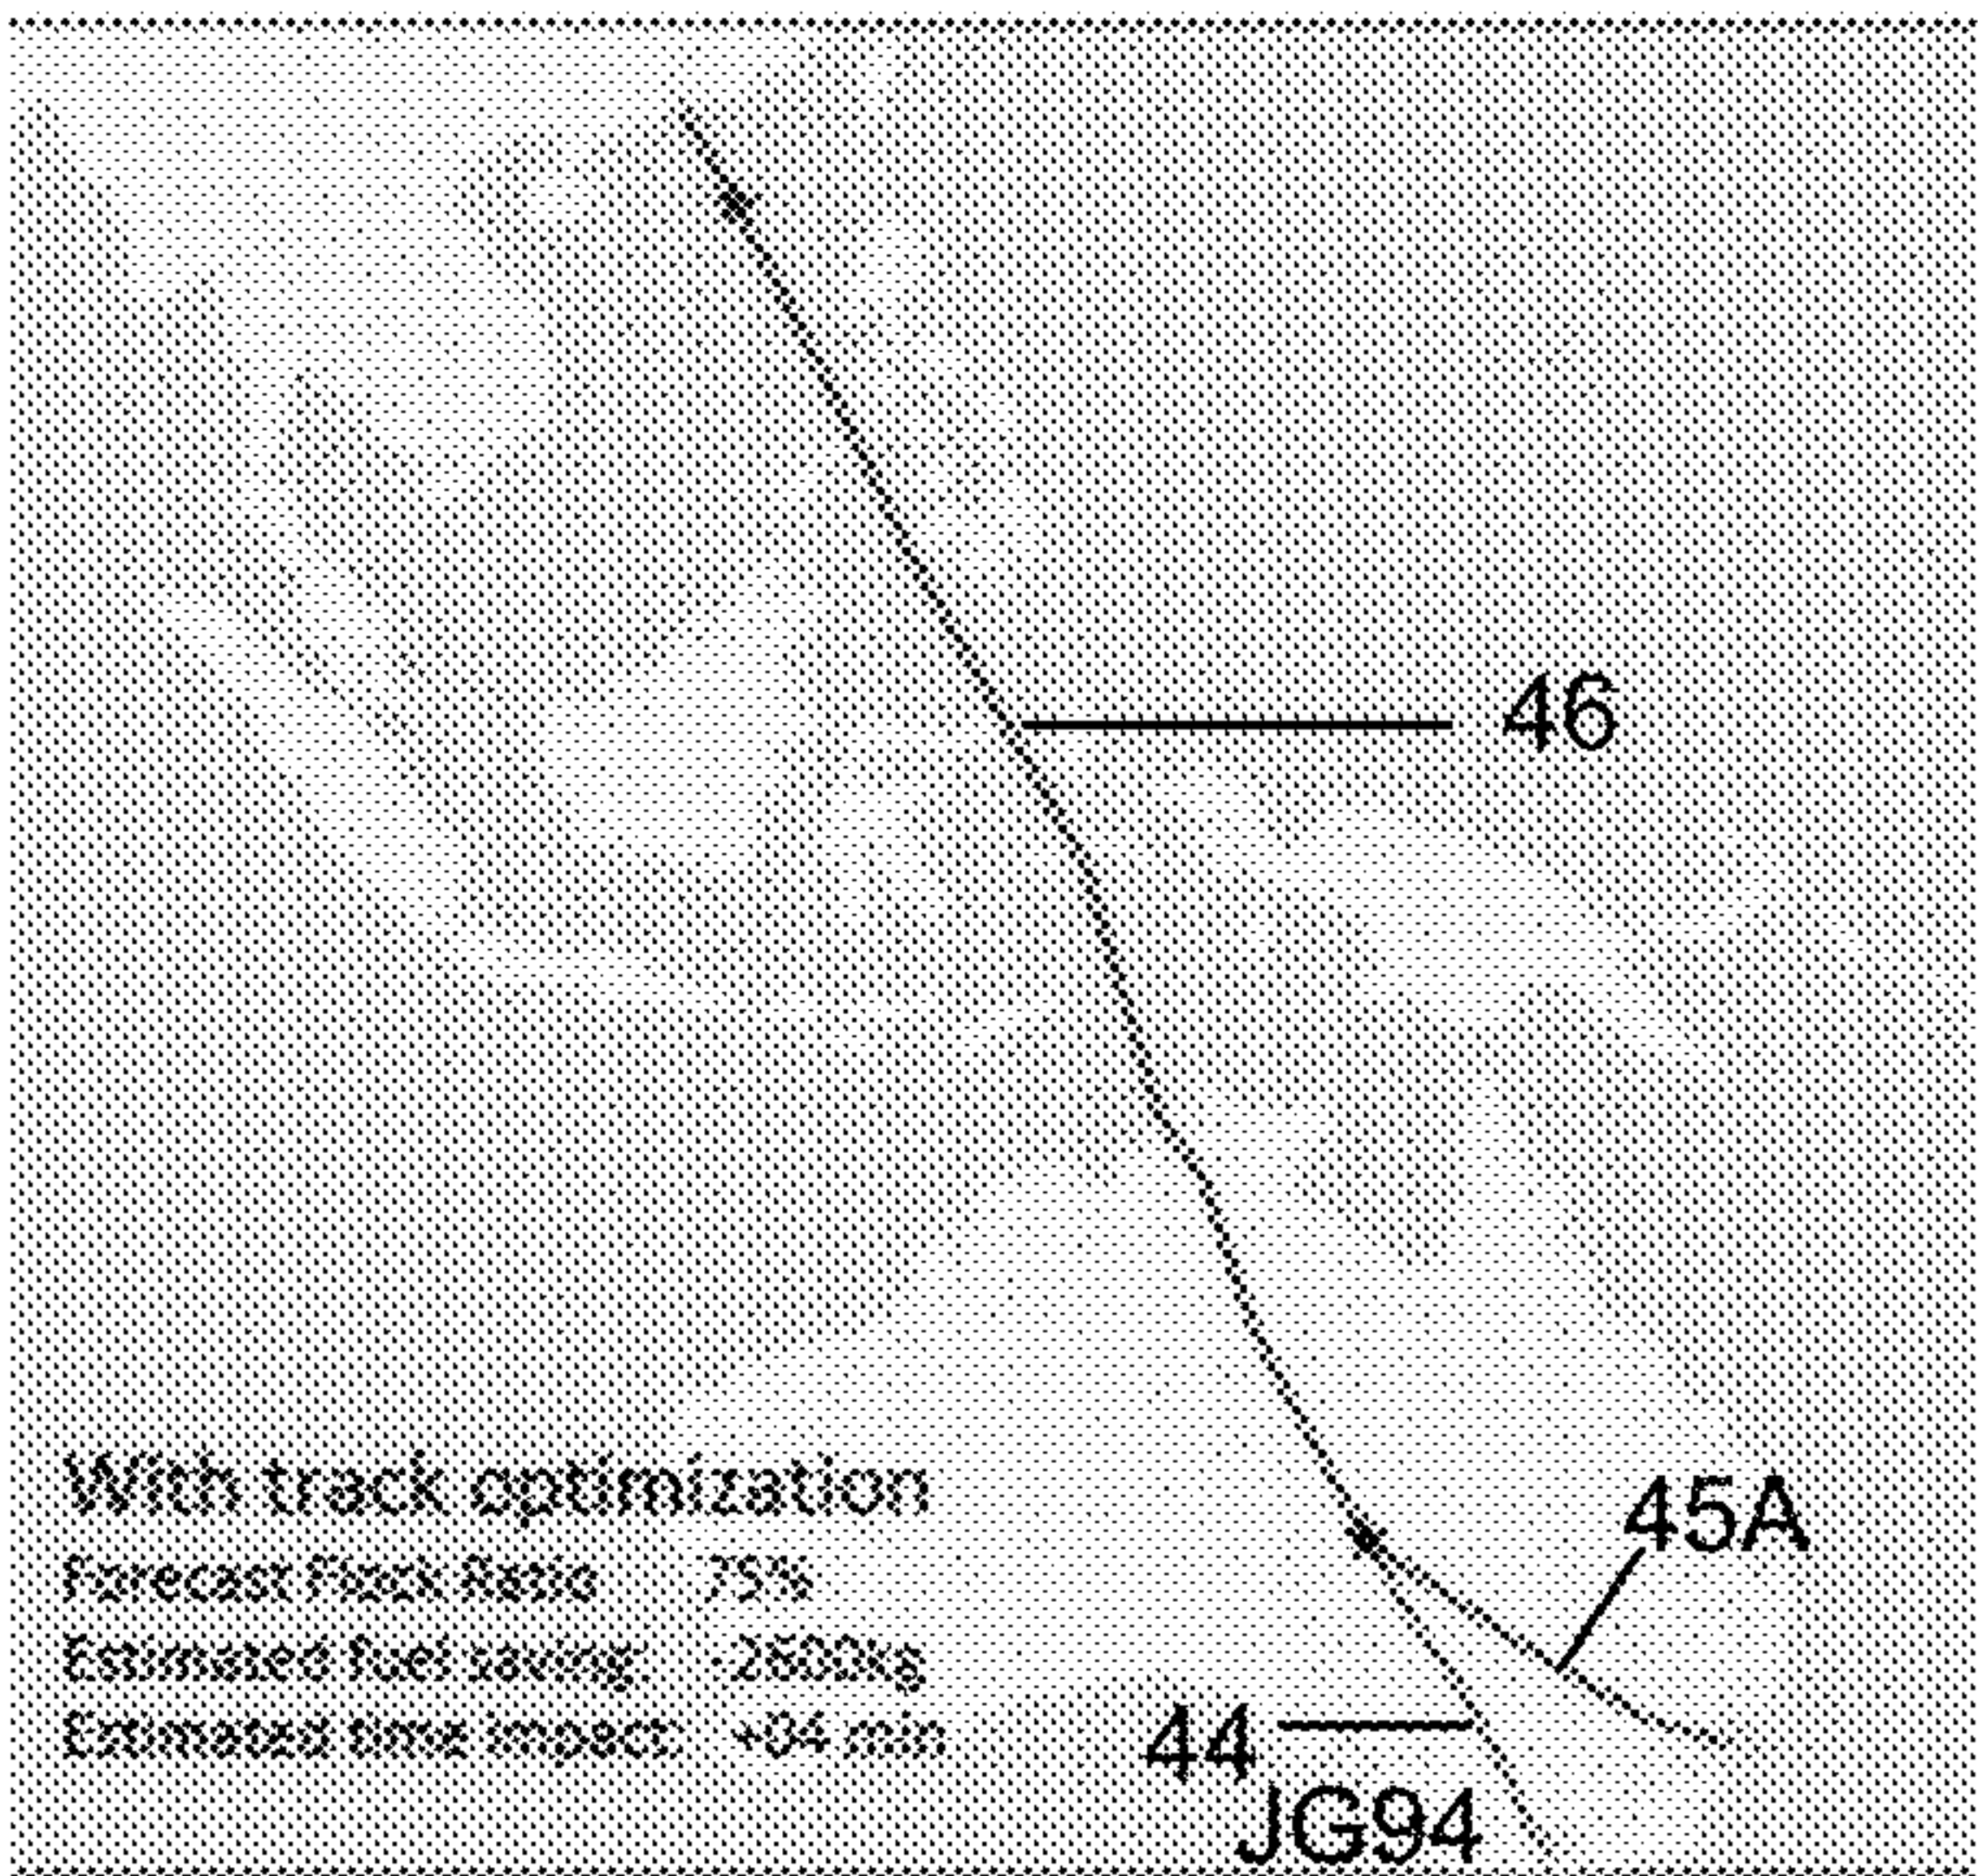 46
With track optimization
45A
Forecast Flock Ratio 75%
Estimated fuel saving: -2600kg
Estimated time impact: +04 min
44
JG94